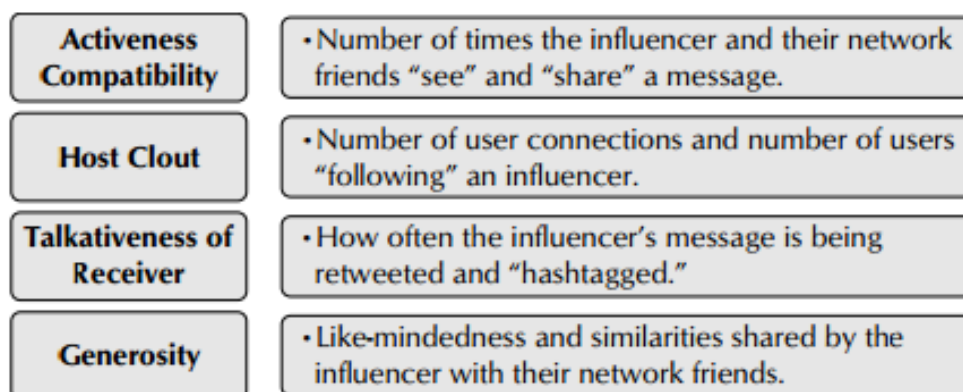 Activeness
Compatibility
• Number of times the influencer and their network
friends “see” and “share” a message.
Host Clout
• Number of user connections and number of users
“following” an influencer.
Talkativeness of
Receiver
• How often the influencer’s message is being
retweeted and “hashtagged.”
Generosity
• Like-mindedness and similarities shared by the
influencer with their network friends.